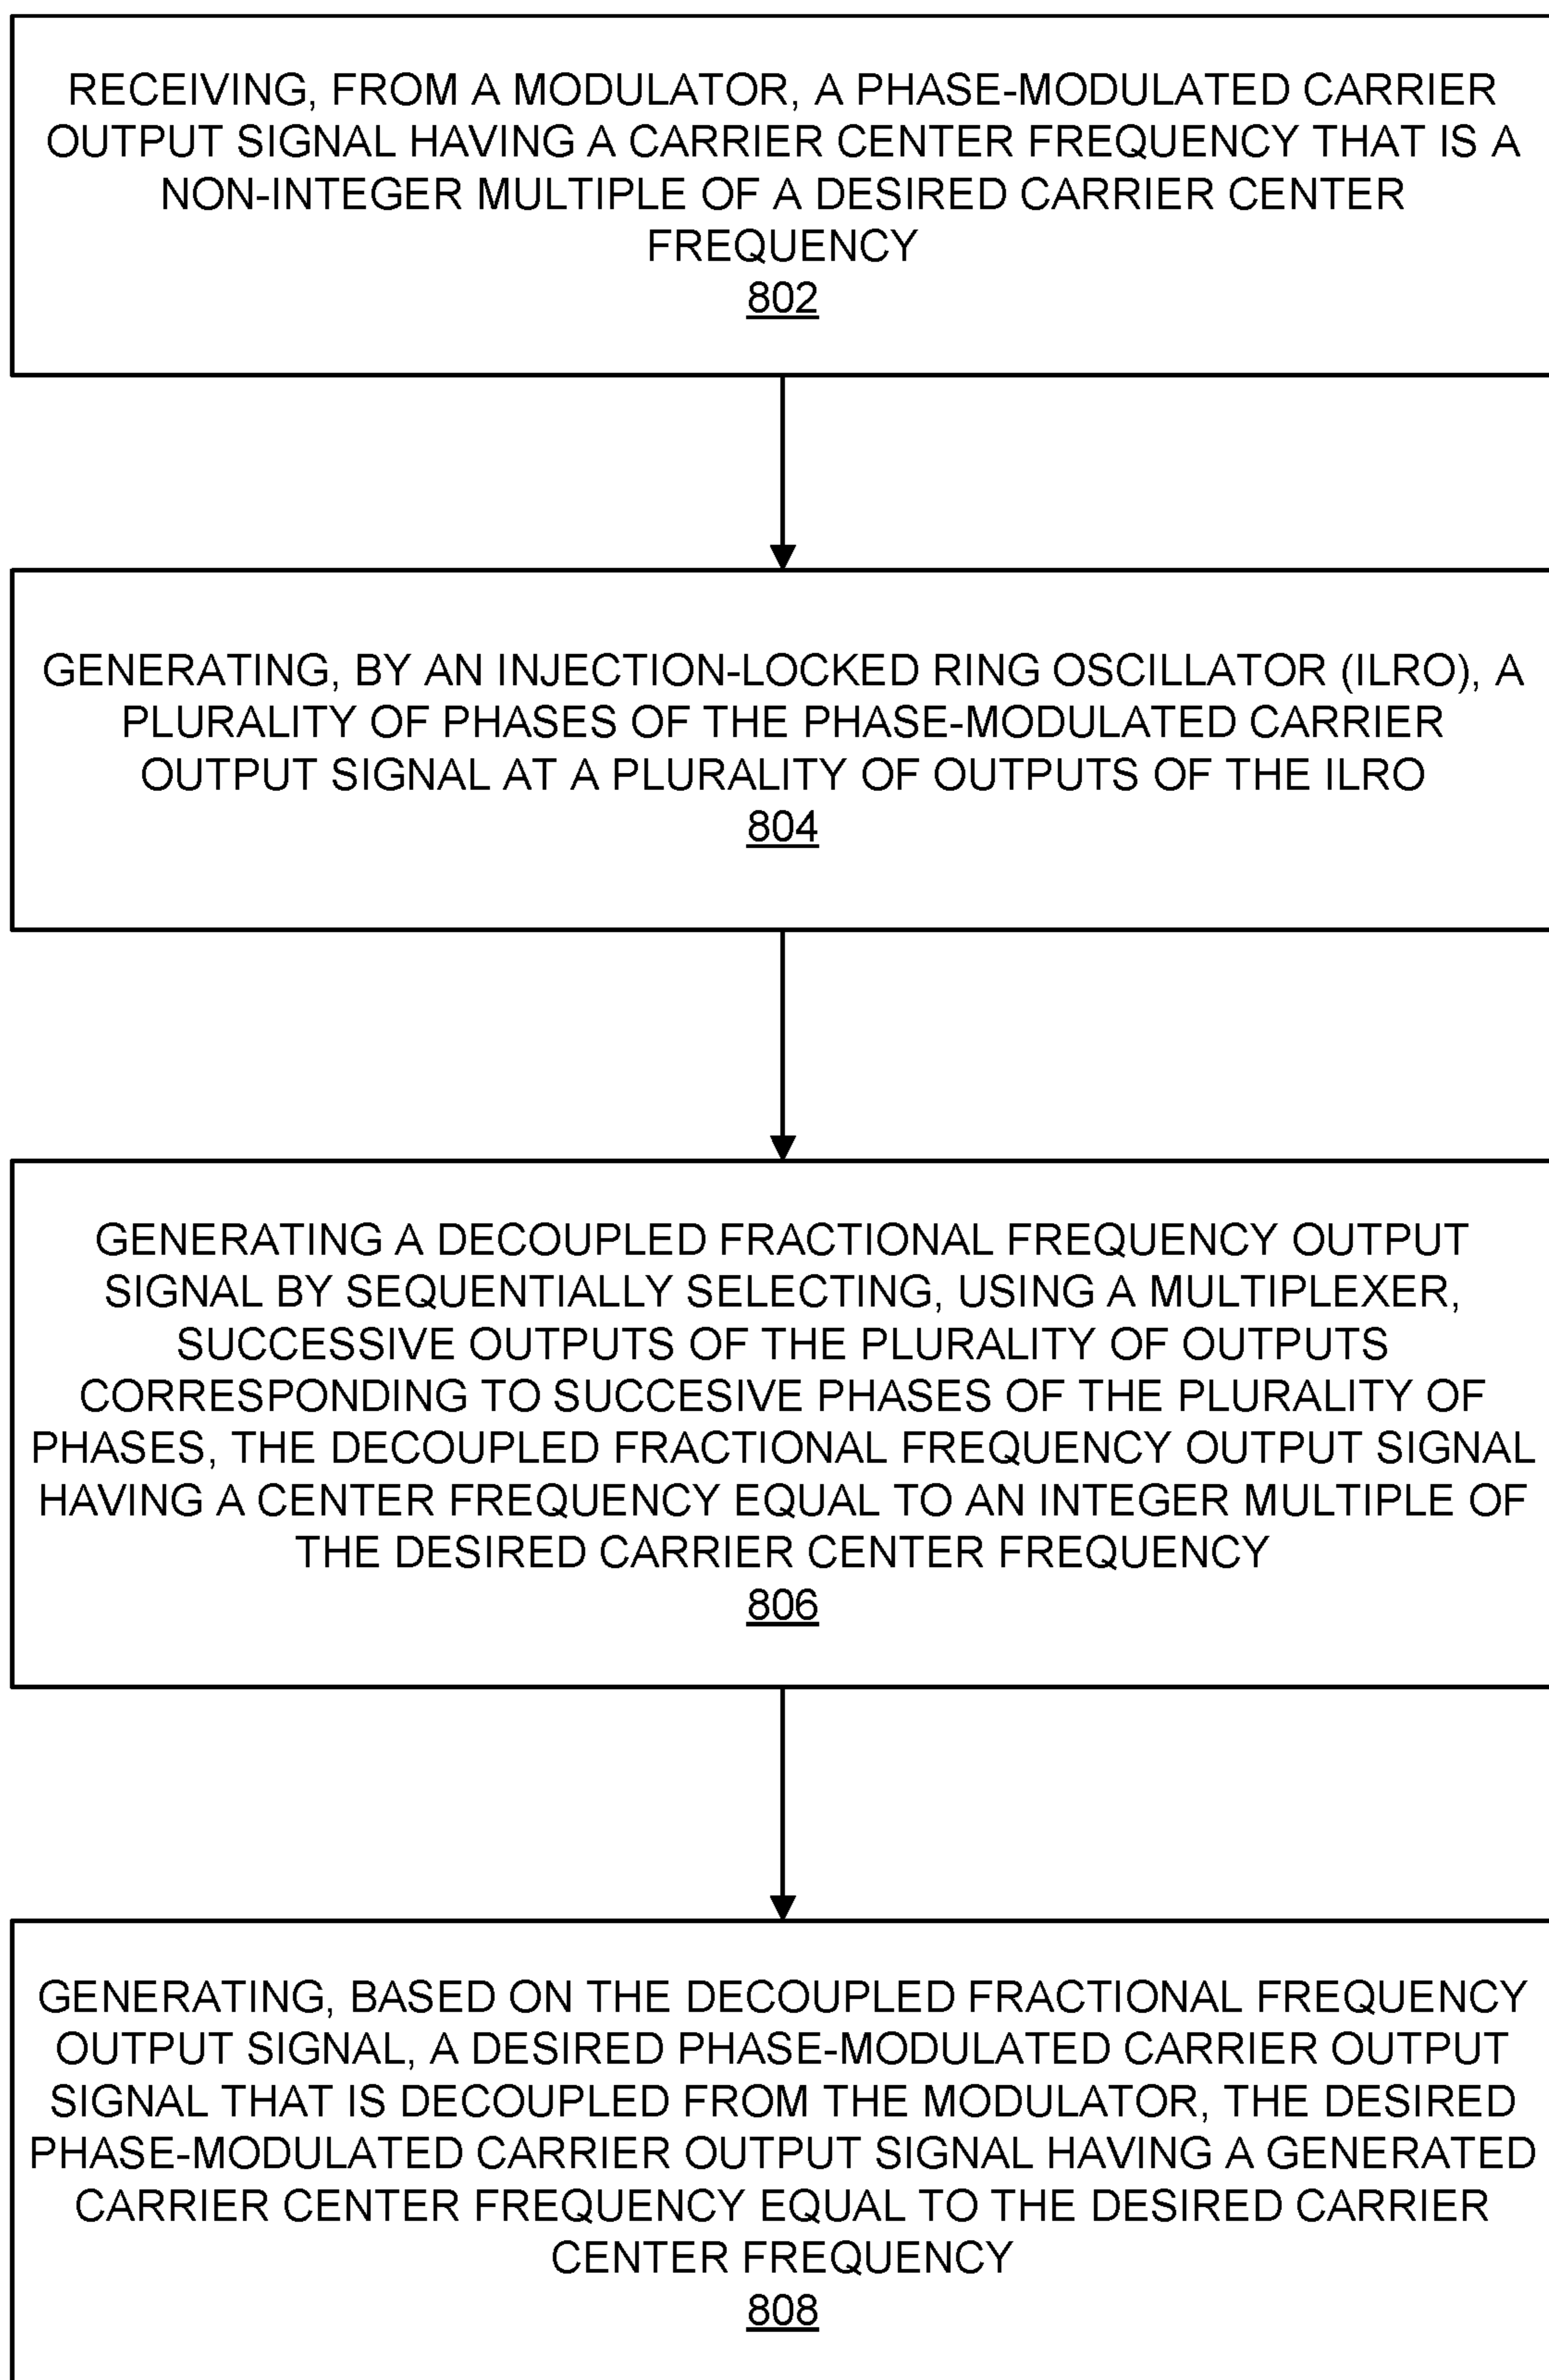 RECEIVING, FROM A MODULATOR, A PHASE-MODULATED CARRIER
OUTPUT SIGNAL HAVING A CARRIER CENTER FREQUENCY THAT IS A
NON-INTEGER MULTIPLE OF A DESIRED CARRIER CENTER
FREQUENCY
802
GENERATING, BY AN INJECTION-LOCKED RING OSCILLATOR (ILRO), A
PLURALITY OF PHASES OF THE PHASE-MODULATED CARRIER
OUTPUT SIGNAL AT A PLURALITY OF OUTPUTS OF THE ILRO
804
GENERATING A DECOUPLED FRACTIONAL FREQUENCY OUTPUT
SIGNAL BY SEQUENTIALLY SELECTING, USING A MULTIPLEXER,
SUCCESSIVE OUTPUTS OF THE PLURALITY OF OUTPUTS
CORRESPONDING TO SUCCESIVE PHASES OF THE PLURALITY OF
PHASES, THE DECOUPLED FRACTIONAL FREQUENCY OUTPUT SIGNAL
HAVING A CENTER FREQUENCY EQUAL TO AN INTEGER MULTIPLE OF
THE DESIRED CARRIER CENTER FREQUENCY
806
GENERATING, BASED ON THE DECOUPLED FRACTIONAL FREQUENCY
OUTPUT SIGNAL, A DESIRED PHASE-MODULATED CARRIER OUTPUT
SIGNAL THAT IS DECOUPLED FROM THE MODULATOR, THE DESIRED
PHASE-MODULATED CARRIER OUTPUT SIGNAL HAVING A GENERATED
CARRIER CENTER FREQUENCY EQUAL TO THE DESIRED CARRIER
CENTER FREQUENCY
808